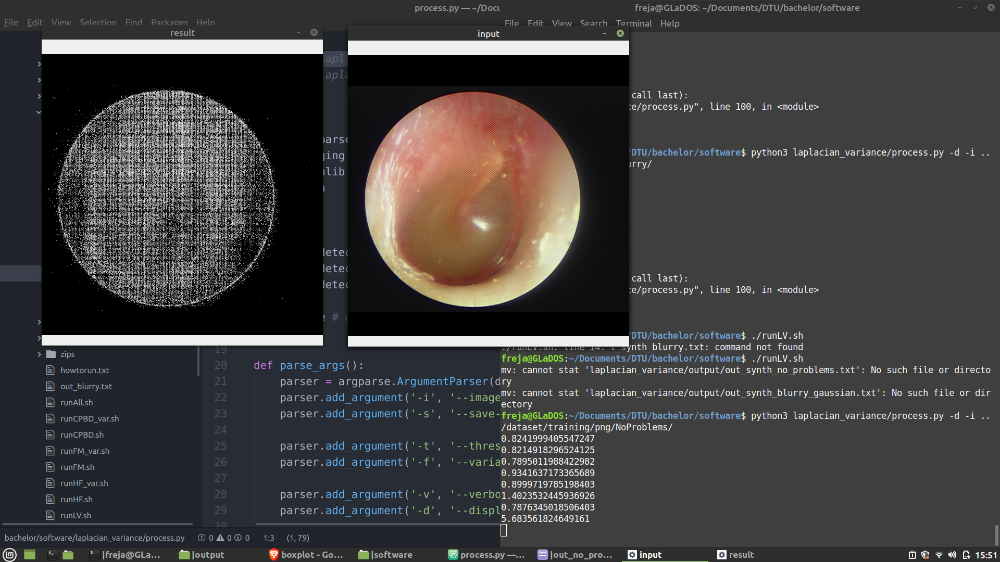 process.py — ~/Docu
freja@GLaDOS: ~/Documents/DTU/bachelor/software
File Edit View Selection Find Packages Help
File Edit View Search Terminal Help
result
input
call last):
ce/process.py", line 100, in <module>
/DTU/bachelor/software$ python3 laplacian_variance/process.py -d -i ..
urry/
call last):
ce/process.py", line 100, in <module>
/DTU/bachelor/software$ ./runLV.sh
./runLV.sh: line 14: t_synth_blurry.txt: command not found
freja@GLaDOS:~/Documents/DTU/bachelor/software$ ./runLV.sh
mv: cannot stat 'laplacian_variance/output/out_synth_no_problems.txt': No such file or directo
ry
mv: cannot stat 'laplacian_variance/output/out_synth_blurry_gaussian.txt': No such file or dir
ectory
freja@GLaDOS:~/Documents/DTU/bachelor/software$ python3 laplacian_variance/process.py -d -i ..
/dataset/training/png/NoProblems/
0.8241999405547247
0.8214918296524125
0.7895011988422982
0.9341637173365689
0.8999719785198403
1.4023532445936926
0.7876345018506403
5.683561824649161
lapla
lapla
parse
ging
nlib
n
detec
detec
detec
e # a
19
20 def parse_args():
21 parser = argparse.ArgumentParser(d
22 parser.add_argument('-i', '--image
23 parser.add_argument('-s', '--save-
24
25 parser.add_argument('-t', '--thres
26 parser.add_argument('-f', '--varia
27
28 parser.add_argument('-v', '--verbo
29 parser.add_argument('-d', '--displ
30
zips
howtorun.txt
out_blurry.txt
runAll.sh
runCPBD_var.sh
runCPBD.sh
runFM_var.sh
runFM.sh
runHF_var.sh
runHF.sh
runLV.sh
bachelor/software/laplacian_variance/process.py 0 0 0 1:3 (1, 79)
|freja@GLa... |output boxplot - Go... |software process.py —... |out_no_pro... input result 15:51